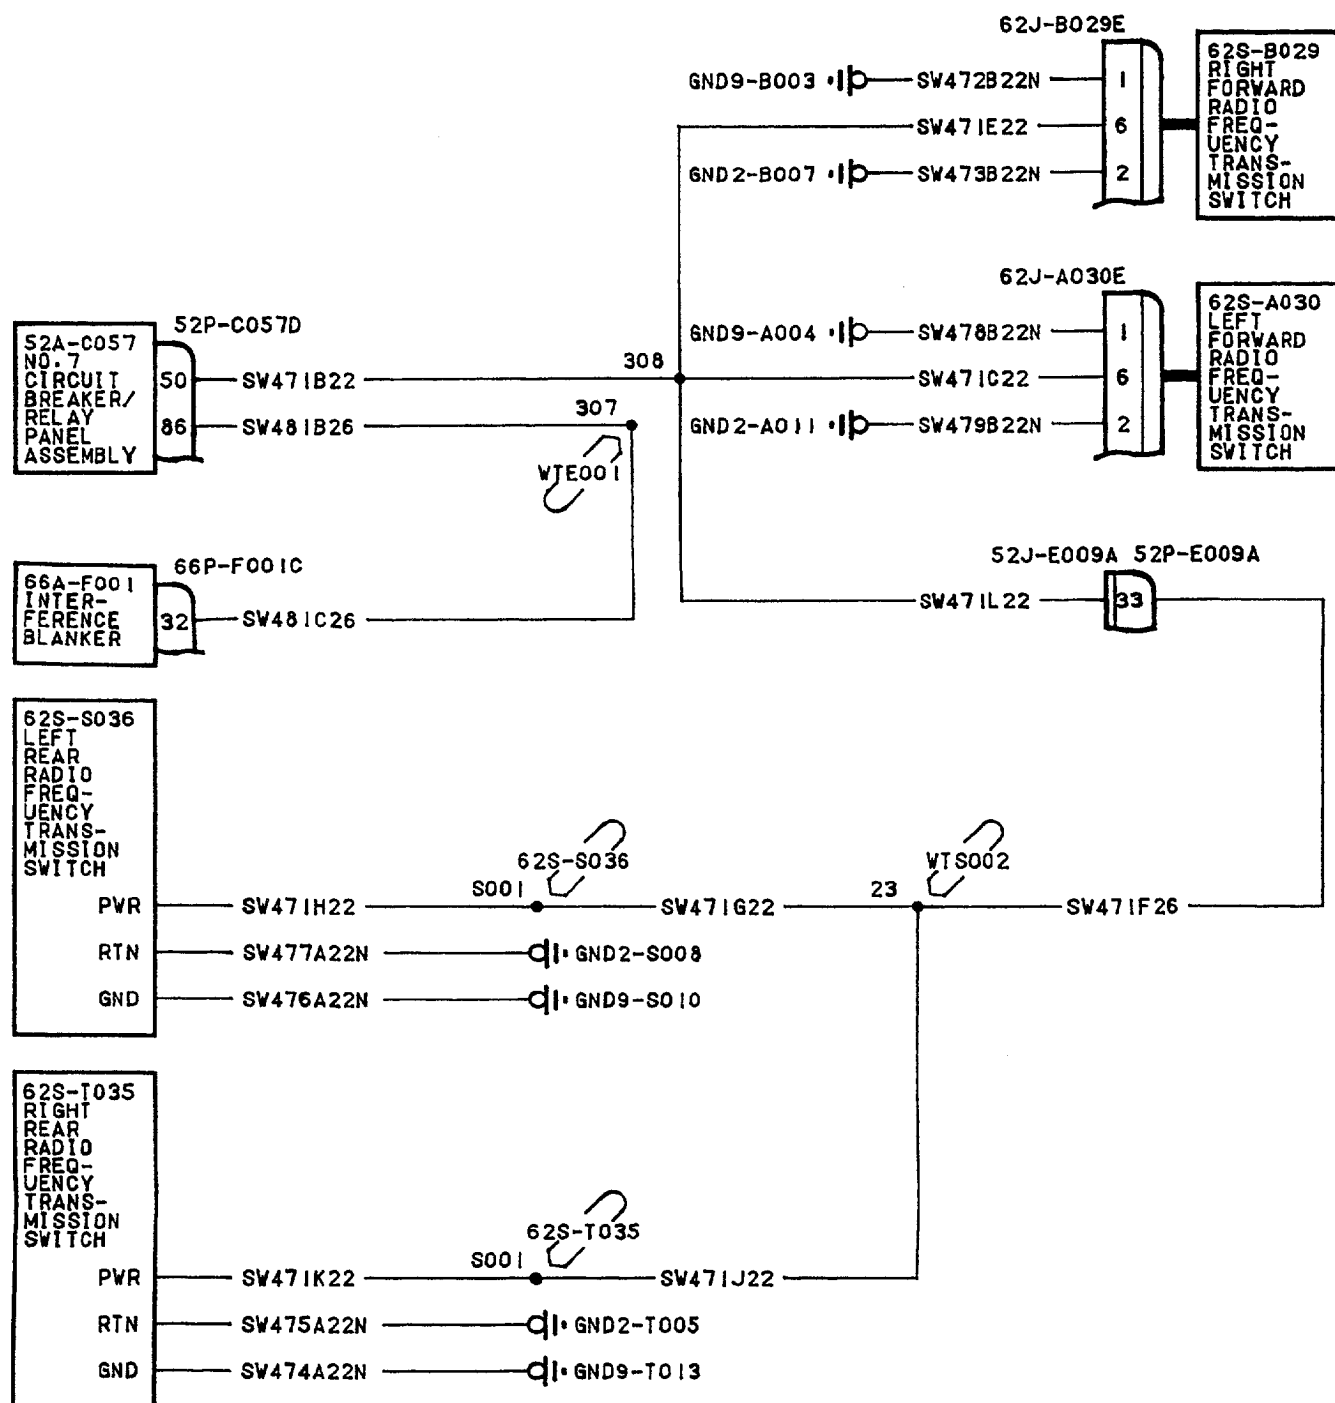 62J-B029E
62S-B029
RIGHT
FORWARD
RADIO
FREQ-
UENCY
TRANS-
MISSION
SWITCH
GND9-B003
SW472B22N
1
SW471E22
6
GND2-B007
SW473B22N
2
62J-A030E
62S-A030
LEFT
FORWARD
RADIO
FREQ-
UENCY
TRANS-
MISSION
SWITCH
GND9-A004
SW478B22N
1
SW471C22
6
GND2-A011
SW479B22N
2
52P-C057D
52A-C057
NO.7
CIRCUIT
BREAKER/
RELAY
PANEL
ASSEMBLY
50
SW471B22
308
86
SW481B26
307
WTE001
66P-F001C
66A-F001
INTER-
FERENCE
BLANKER
32
SW481C26
52J-E009A 52P-E009A
SW471L22
33
62S-S036
LEFT
REAR
RADIO
FREQ-
UENCY
TRANS-
MISSION
SWITCH
62S-S036
WTS002
PWR
SW471H22
S001
SW471G22
23
SW471F26
RTN
SW477A22N
GND2-S008
GND
SW476A22N
GND9-S010
62S-T035
RIGHT
REAR
RADIO
FREQ-
UENCY
TRANS-
MISSION
SWITCH
62S-T035
PWR
SW471K22
S001
SW471J22
RTN
SW475A22N
GND2-T005
GND
SW474A22N
GND9-T013